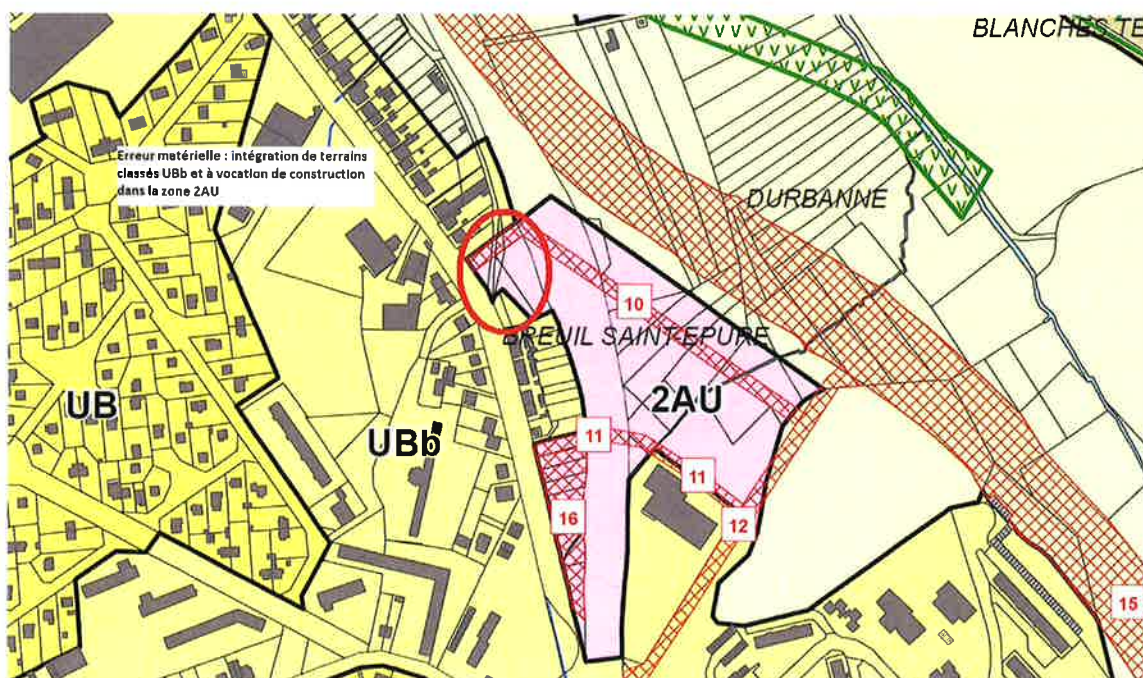 BLANCHES TE
Erreur matérielle : intégration de terrains
classés UBb et à vocation de construction
dans la zone 2AU
DURBANNE
10
BREUIL SAINT-EPURE
2AU
UB
UBb
11
11
16
12
15